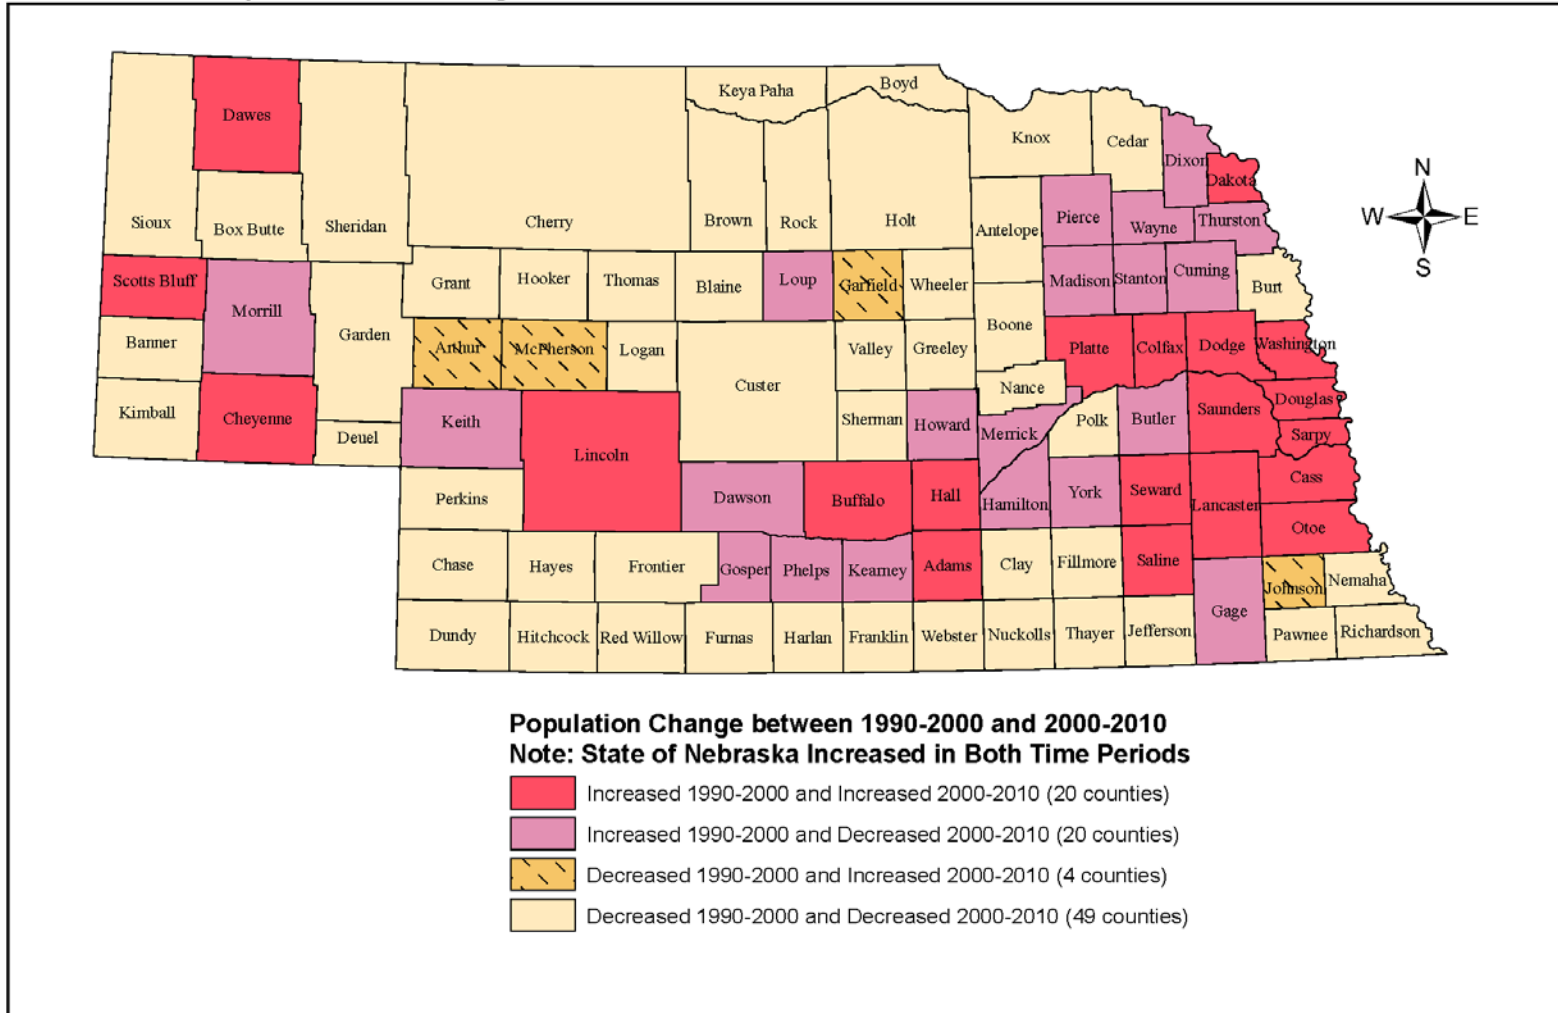 Keya Paha
Boyd
Dawes
Knox
Cedar
Dixon
Dakota
N
W
E
S
Sioux
Box Butte
Sheridan
Cherry
Brown
Rock
Holt
Antelope
Pierce
Wayne
Thurston
Scotts Bluff
Morrill
Grant
Hooker
Thomas
Blaine
Loup
Garfield
Wheeler
Madison
Stanton
Cuming
Burt
Banner
Garden
Arthur
McPherson
Logan
Valley
Greeley
Boone
Platte
Colfax
Dodge
Washington
Kimball
Cheyenne
Deuel
Keith
Lincoln
Custer
Sherman
Howard
Nance
Merrick
Polk
Butler
Saunders
Douglas
Sarpy
Perkins
Dawson
Buffalo
Hall
Hamilton
York
Seward
Lancaster
Cass
Otoe
Chase
Hayes
Frontier
Gosper
Phelps
Kearney
Adams
Clay
Fillmore
Saline
Gage
Johnson
Nemaha
Dundy
Hitchcock
Red Willow
Furnas
Harlan
Franklin
Webster
Nuckolls
Thayer
Jefferson
Pawnee
Richardson
Population Change between 1990-2000 and 2000-2010
Note: State of Nebraska Increased in Both Time Periods
Increased 1990-2000 and Increased 2000-2010 (20 counties)
Increased 1990-2000 and Decreased 2000-2010 (20 counties)
Decreased 1990-2000 and Increased 2000-2010 (4 counties)
Decreased 1990-2000 and Decreased 2000-2010 (49 counties)